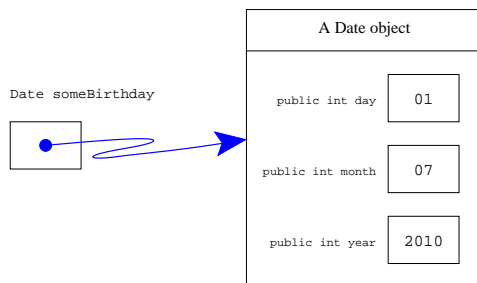 A Date object
Date someBirthday
public int day 01
public int month 07
public int year 2010